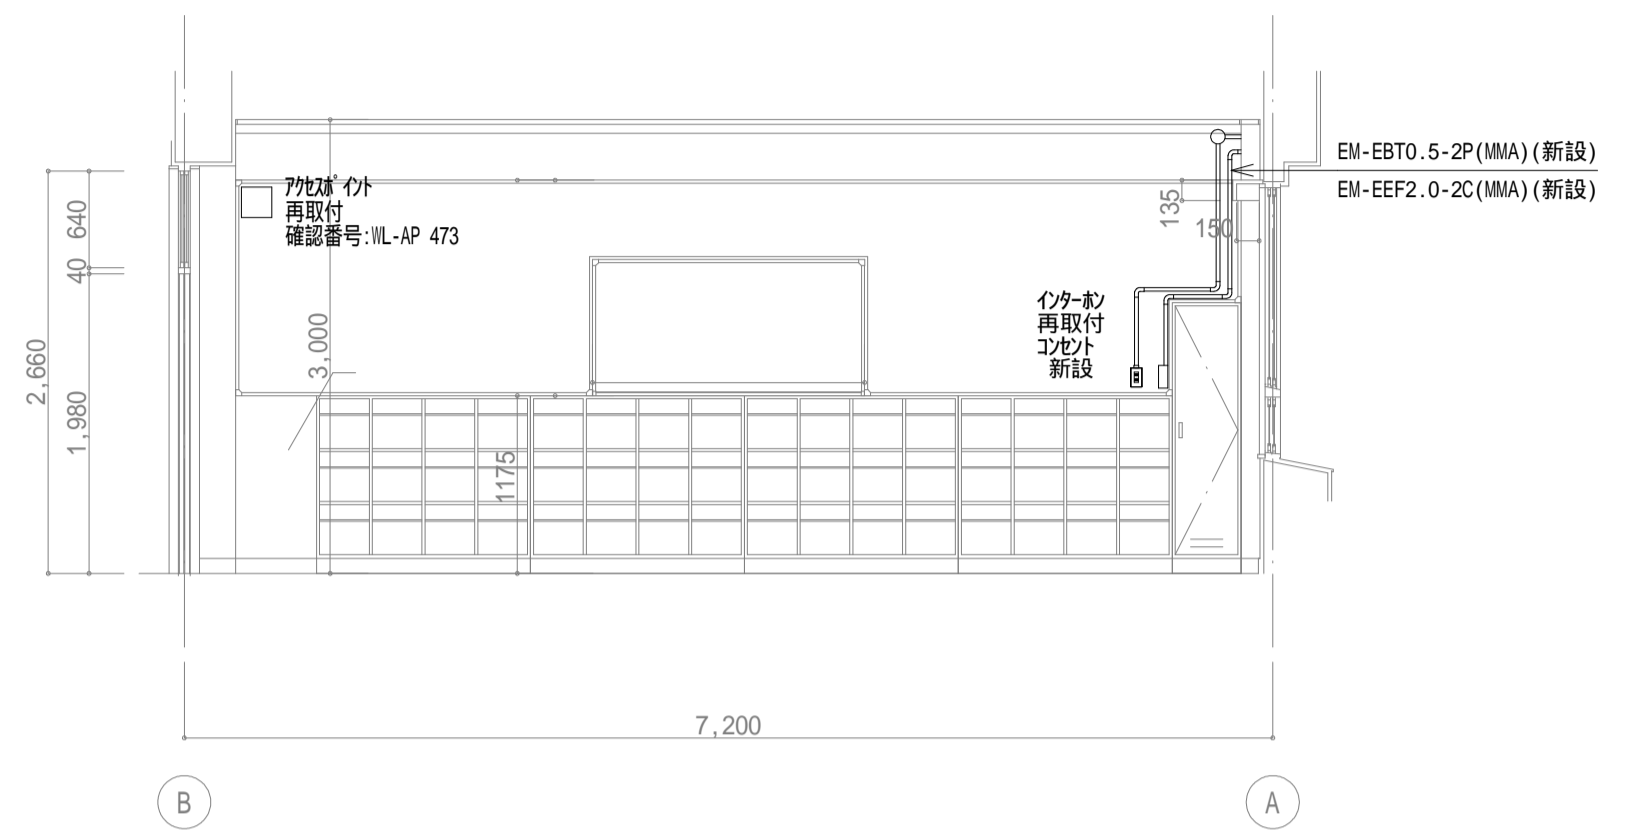 EM-EBT0.5-2P(MMA)(新設)
EM-EEF2.0-2C(MMA)(新設)
アクセスポイント
再取付
確認番号:WL-AP 473
640
40
2,660
1,980
3,000
1175
135
150
インターホン
再取付
コンセント
新設
7,200
B
A